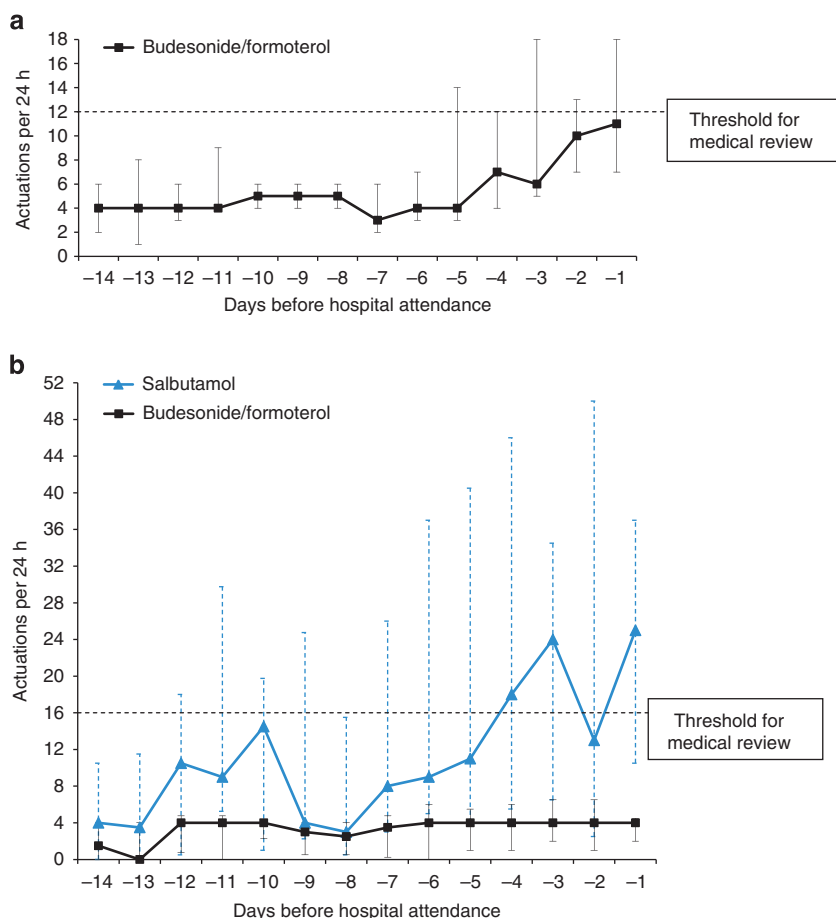 a
Budesonide/formoterol
18
16
14
12
10
8
6
4
2
0
Actuations per 24 h
Threshold for
medical review
–14 –13 –12 –11 –10 –9 –8 –7 –6 –5 –4 –3 –2 –1
Days before hospital attendance
b
Salbutamol
Budesonide/formoterol
52
48
44
40
36
32
28
24
20
16
12
8
4
0
Actuations per 24 h
Threshold for
medical review
–14 –13 –12 –11 –10 –9 –8 –7 –6 –5 –4 –3 –2 –1
Days before hospital attendance